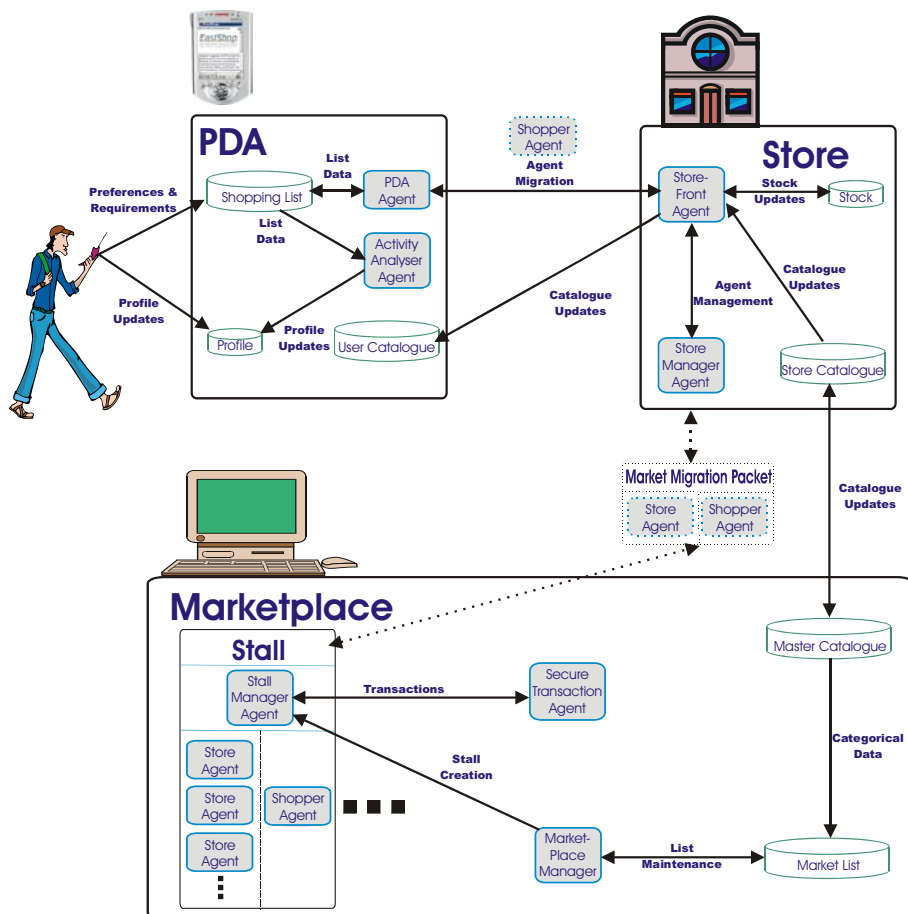 EastShop
PDA
Store
Shopper
Agent
Agent
Migration
Preferences &
Requirements
List
Data
Shopping List
PDA
Agent
Store-
Front
Agent
Stock
Updates
Stock
List
Data
Activity
Analyser
Agent
Catalogue
Updates
Agent
Management
Profile
Updates
Profile
Profile
Updates
User Catalogue
Catalogue
Updates
Store
Manager
Agent
Store Catalogue
Market Migration Packet
Store
Agent
Shopper
Agent
Catalogue
Updates
Marketplace
Stall
Stall
Manager
Agent
Transactions
Secure
Transaction
Agent
Master Catalogue
Store
Agent
Stall
Creation
Categorical
Data
Store
Agent
Shopper
Agent
Store
Agent
Market-
Place
Manager
List
Maintenance
Market List